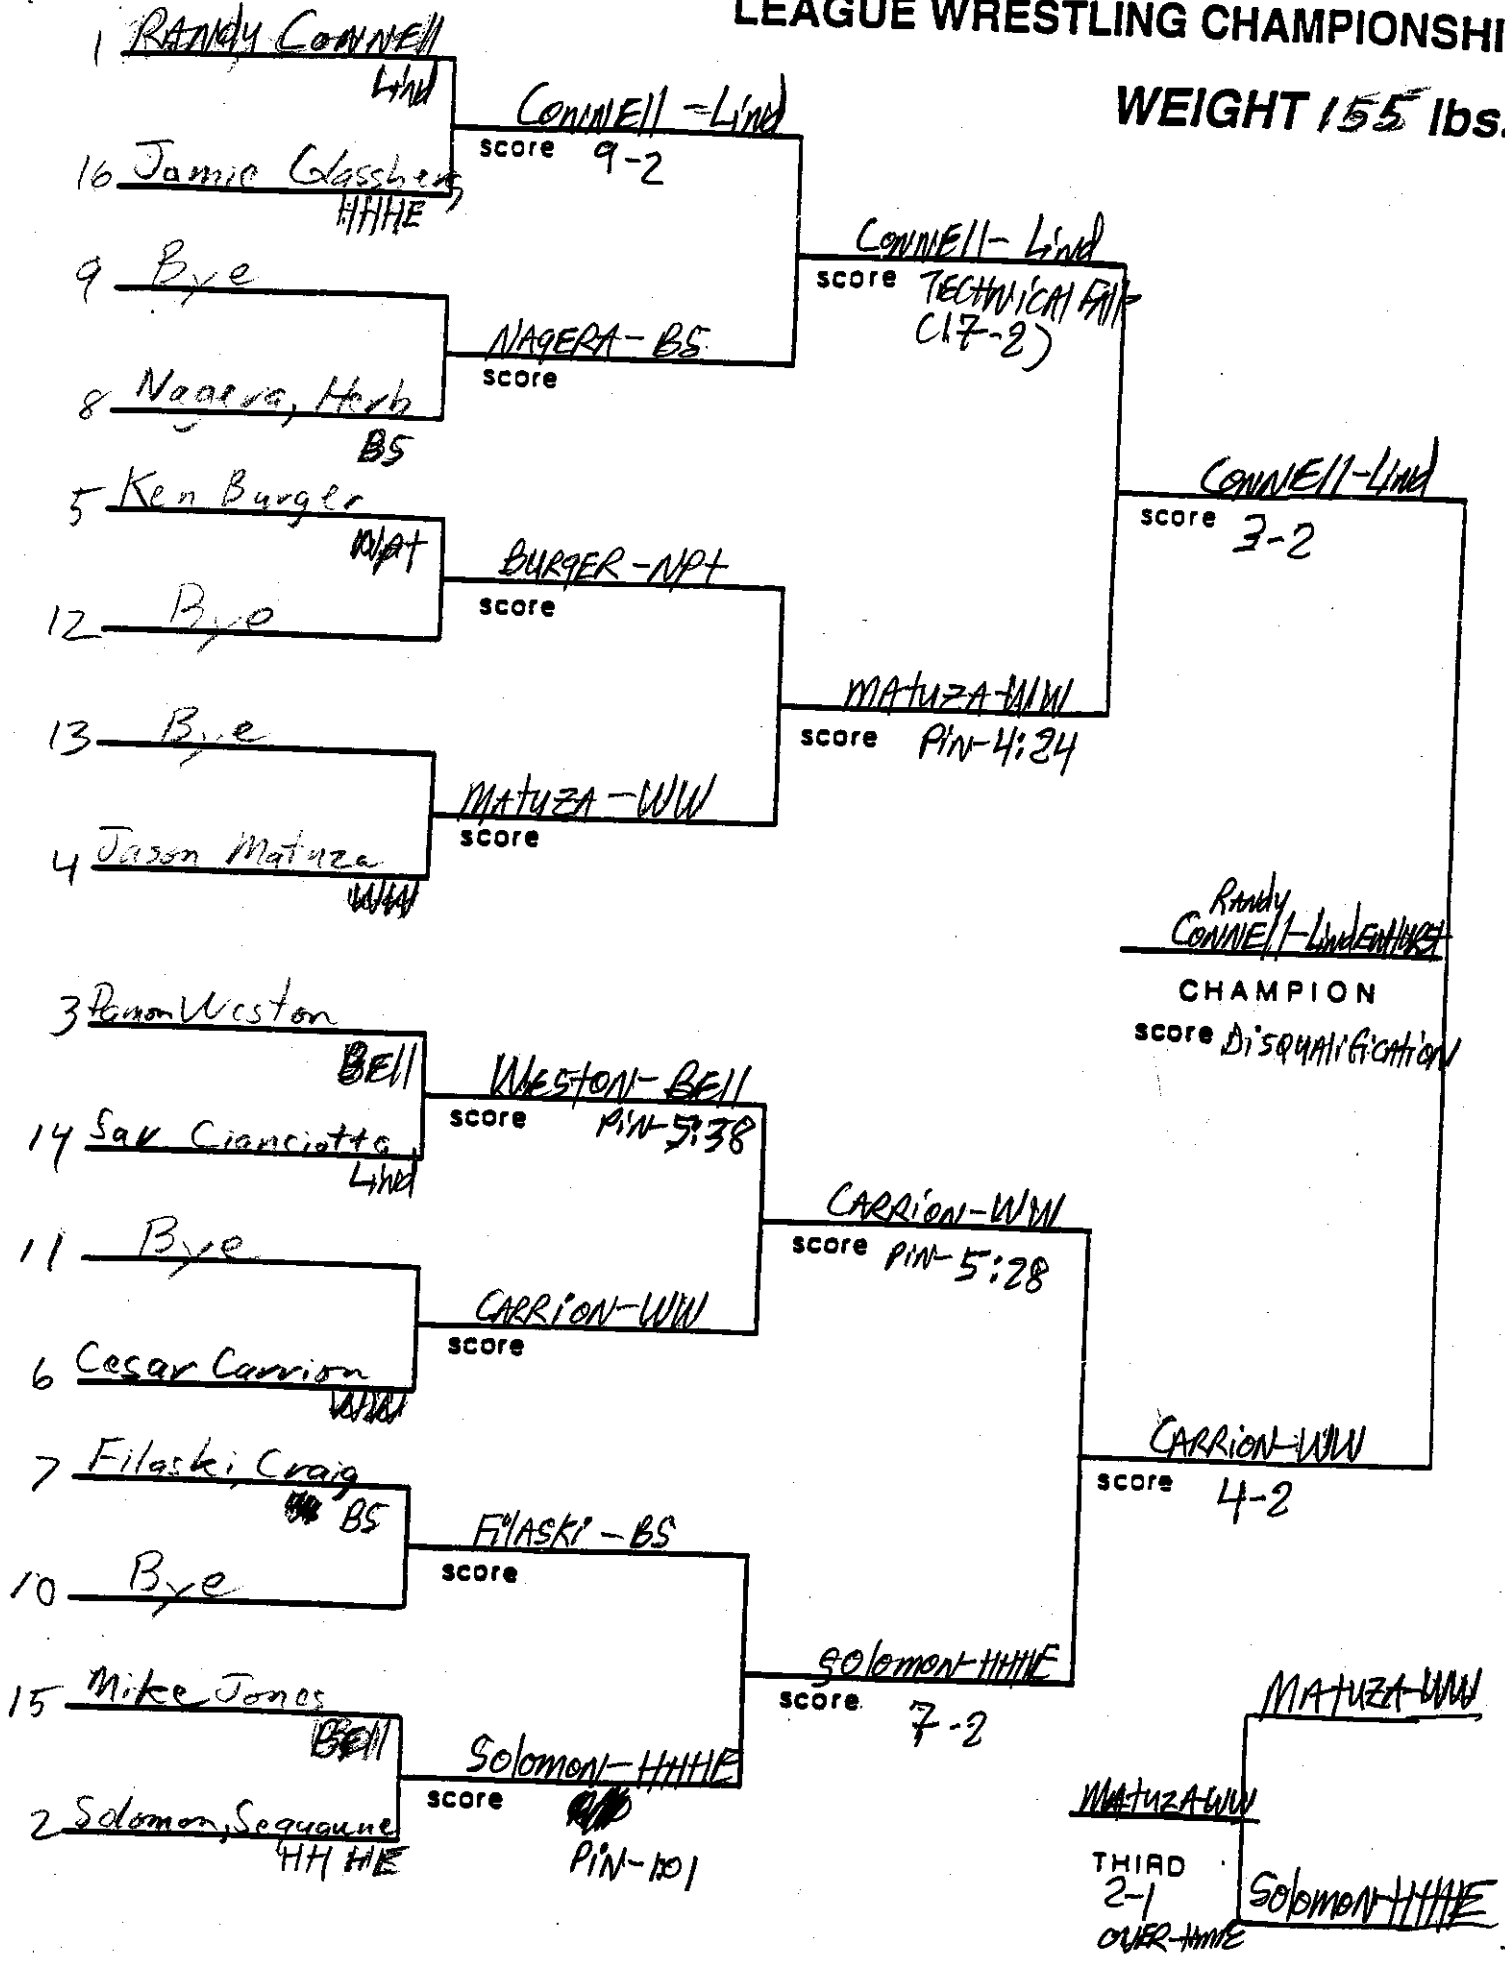 LEAGUE WRESTLING CHAMPIONSHI
WEIGHT 155 lbs.
1 RANDY CONNELL
Lind
CONNELL - Lind
score 9-2
16 Jamie Glassberg
HHHE
CONNELL - Lind
score TECHNICAL FALL
(17-2)
9 Bye
NAGERA - BS
score
8 Nagera, Herb
BS
CONNELL - Lind
score 3-2
5 Ken Burger
NPt
BURGER - NPt
score
12 Bye
MATUZA - WW
score PiN - 4:24
13 Bye
MATUZA - WW
score
4 Jason Matuza
WW
RANDY
CONNELL - LINDENHURST
CHAMPION
score DisqualificatioN
3 Damon Weston
BELL
WESTON - BELL
score PiN - 5:38
14 Sav Cianciotta
Lind
CARRiON - WW
score PiN - 5:28
11 Bye
CARRiON - WW
score
6 Cesar Carrion
WW
CARRiON - WW
score 4-2
7 Filaski, Craig
BS
FilASKi - BS
score
10 Bye
Solomon - HHHE
score 7-2
15 Mike Jones
BELL
Solomon - HHHE
score
PiN - 1:01
2 Solomon, Sequaune
HH HE
MATUZA - WW
MATUZA - WW
THIRD
2-1
OVER-time
Solomon - HHHE